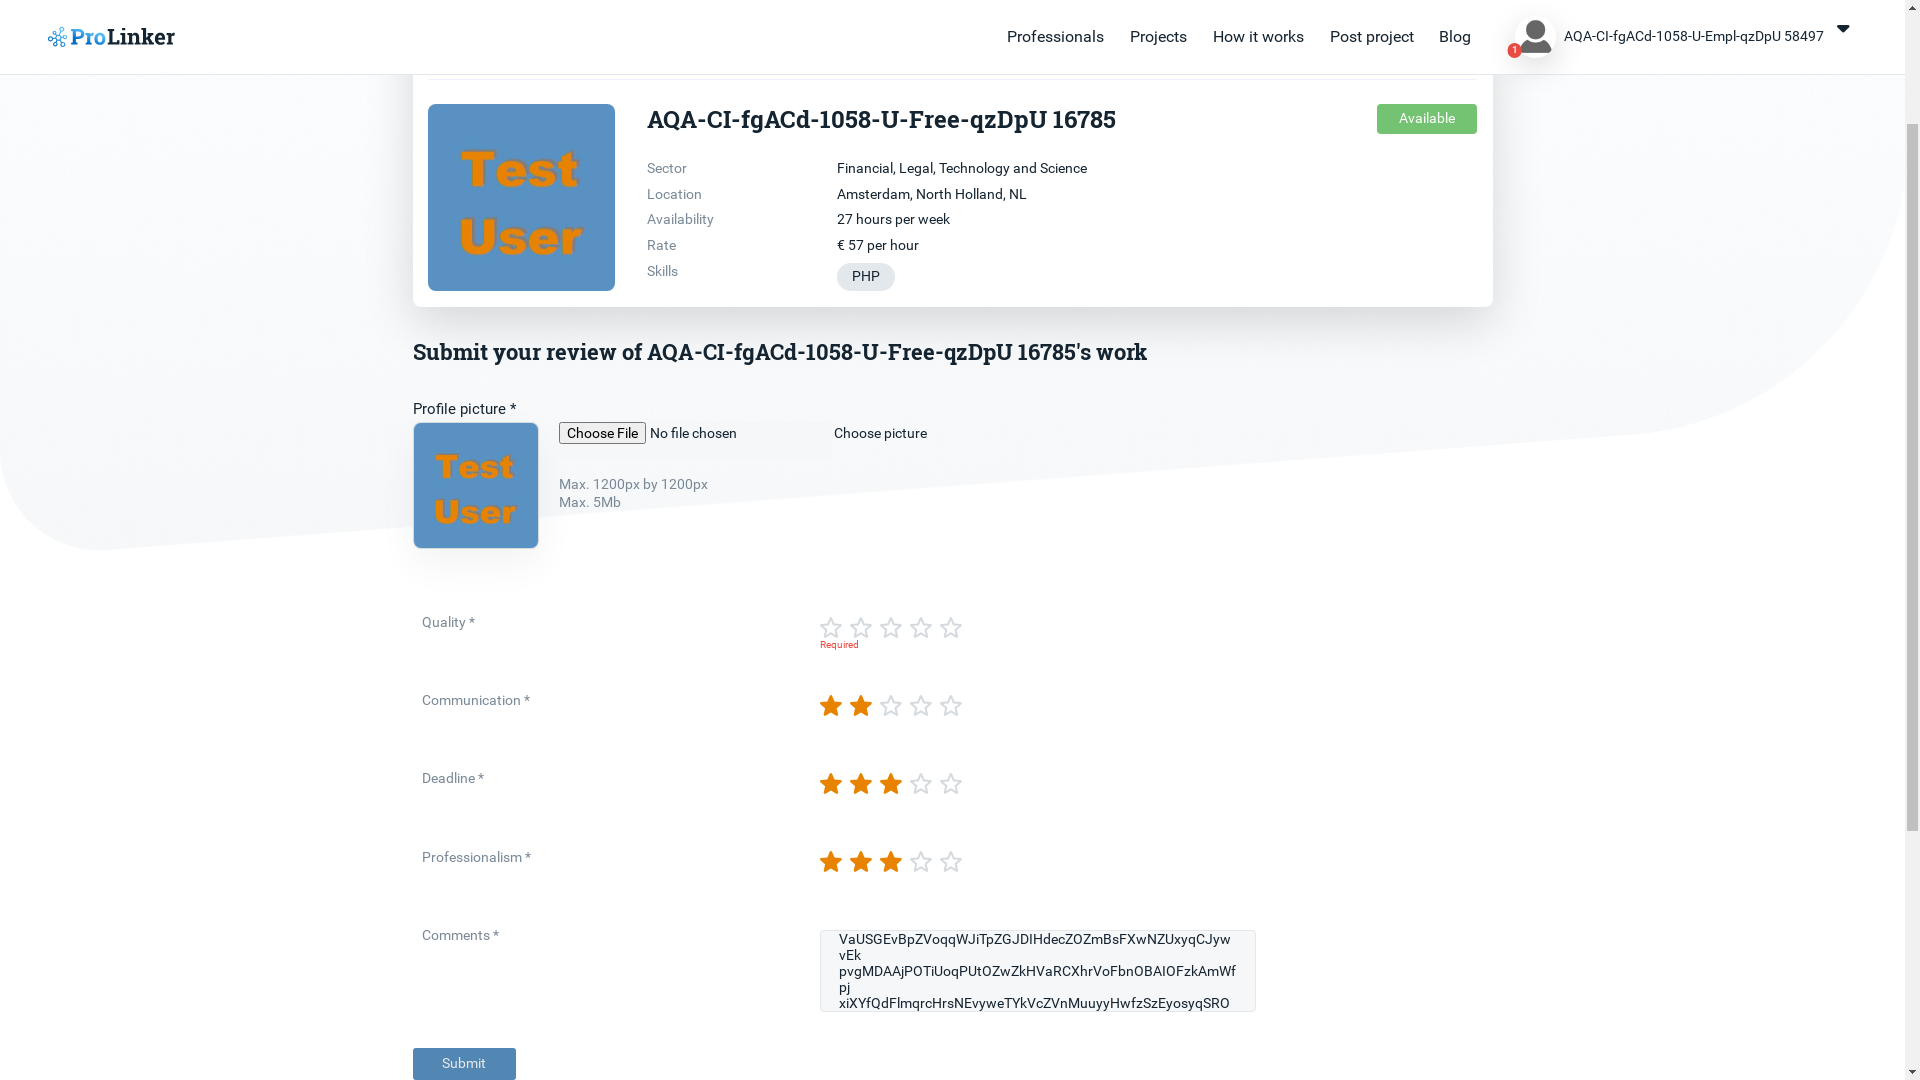 ProLinker
Professionals
Projects
How it works
Post project
Blog
1
AQA-CI-fgACd-1058-U-Empl-qzDpU 58497
Test
User
AQA-CI-fgACd-1058-U-Free-qzDpU 16785
Available
Sector
Financial, Legal, Technology and Science
Location
Amsterdam, North Holland, NL
Availability
27 hours per week
Rate
€ 57 per hour
Skills
PHP
Submit your review of AQA-CI-fgACd-1058-U-Free-qzDpU 16785's work
Profile picture *
Test
User
Choose File No file chosen
Choose picture
Max. 1200px by 1200px
Max. 5Mb
Quality *
Required
Communication *
Deadline *
Professionalism *
Comments *
VaUSGEvBpZVoqqWJiTpZGJDIHdecZOZmBsFXwNZUxyqCJyw
vEk
pvgMDAAjPOTiUoqPUtOZwZkHVaRCXhrVoFbnOBAIOFzkAmWf
pj
xiXYfQdFlmqrcHrsNEvyweTYkVcZVnMuuyyHwfzSzEyosyqSRO
Submit